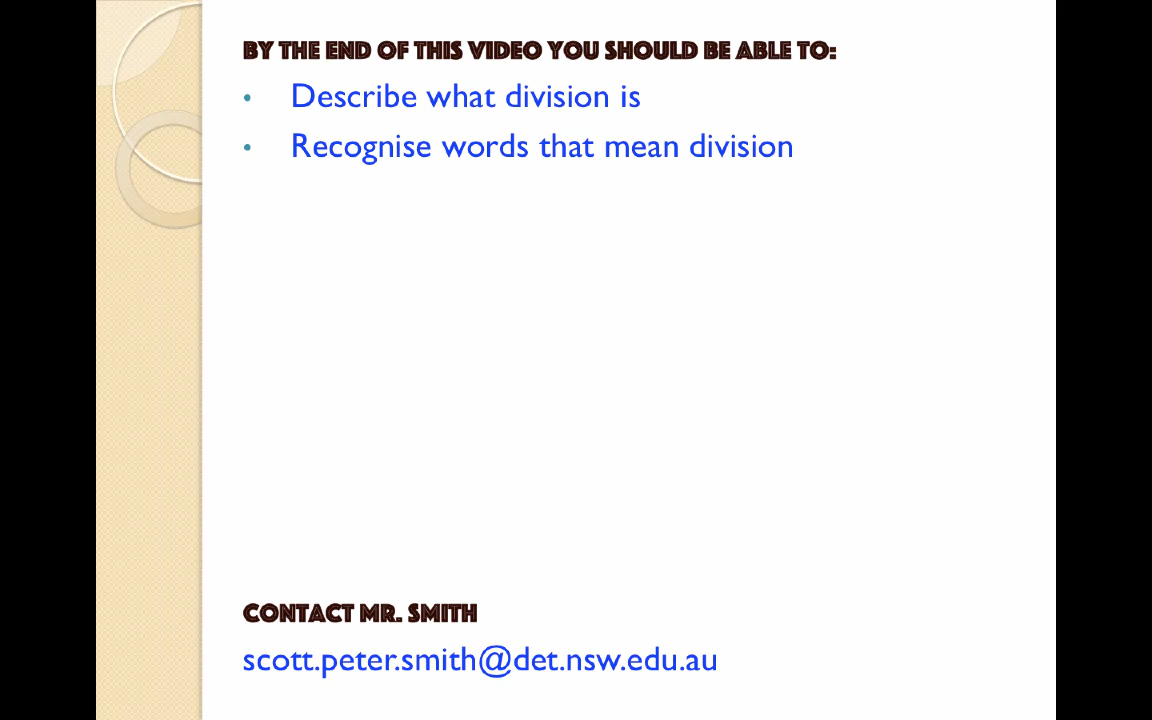 BY THE END OF THIS VIDEO YOU SHOULD BE ABLE TO:
• Describe what division is
• Recognise words that mean division
CONTACT MR. SMITH
scott.peter.smith@det.nsw.edu.au